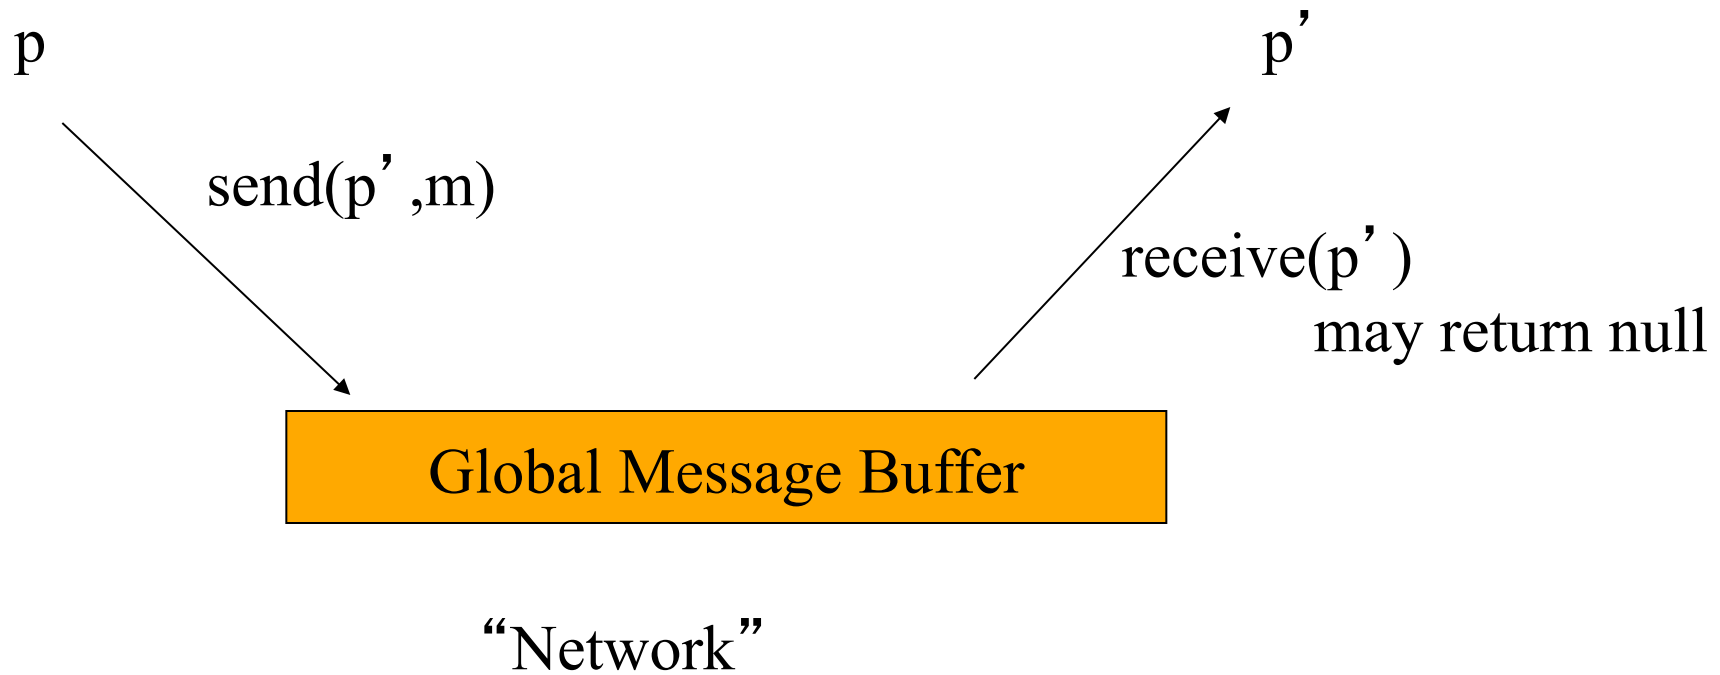 p
p’
send(p’,m)
receive(p’)
may return null
Global Message Buffer
“Network”